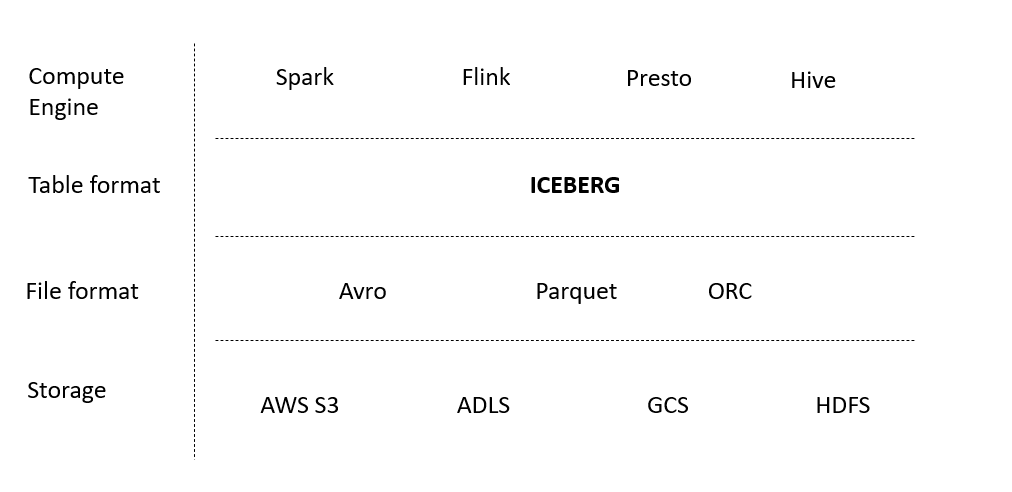 Compute
Engine
Spark Flink Presto Hive
Table format ICEBERG
File format Avro Parquet ORC
Storage
AWS S3 ADLS GCS HDFS